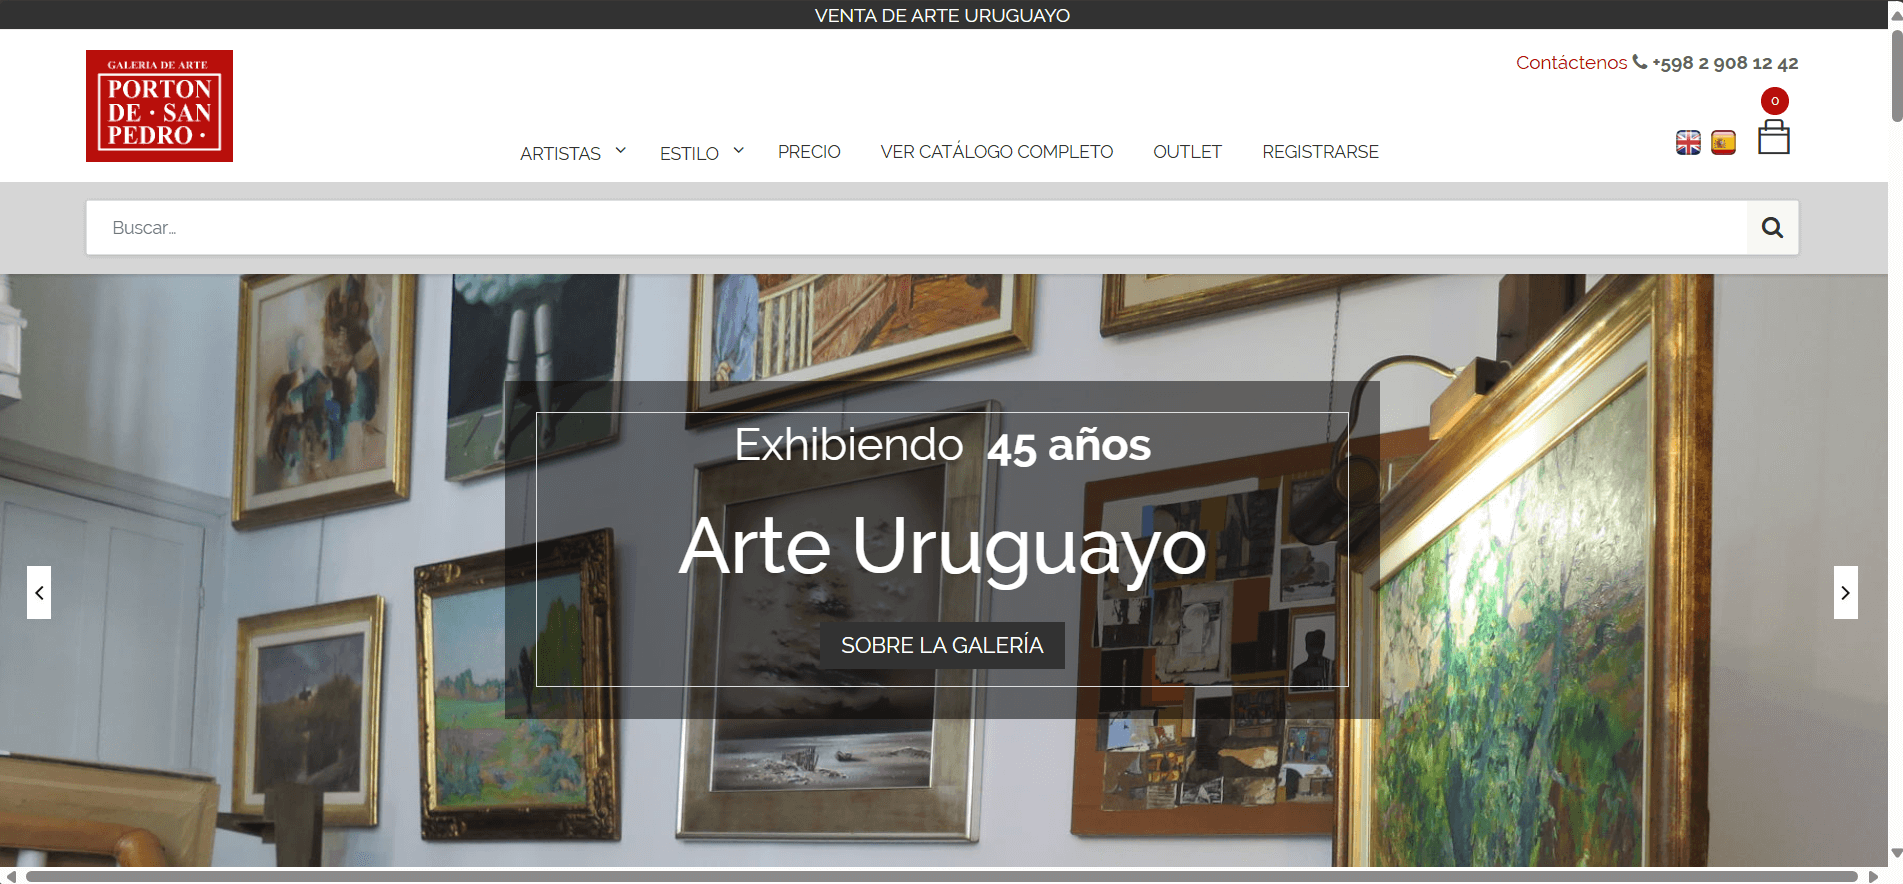 VENTA DE ARTE URUGUAYO
GALERIA DE ARTE
PORTON
DE · SAN
PEDRO ·
Contáctenos +598 2 908 12 42
0
ARTISTAS ESTILO PRECIO VER CATÁLOGO COMPLETO OUTLET REGISTRARSE
Buscar...
Exhibiendo 45 años
Arte Uruguayo
SOBRE LA GALERÍA